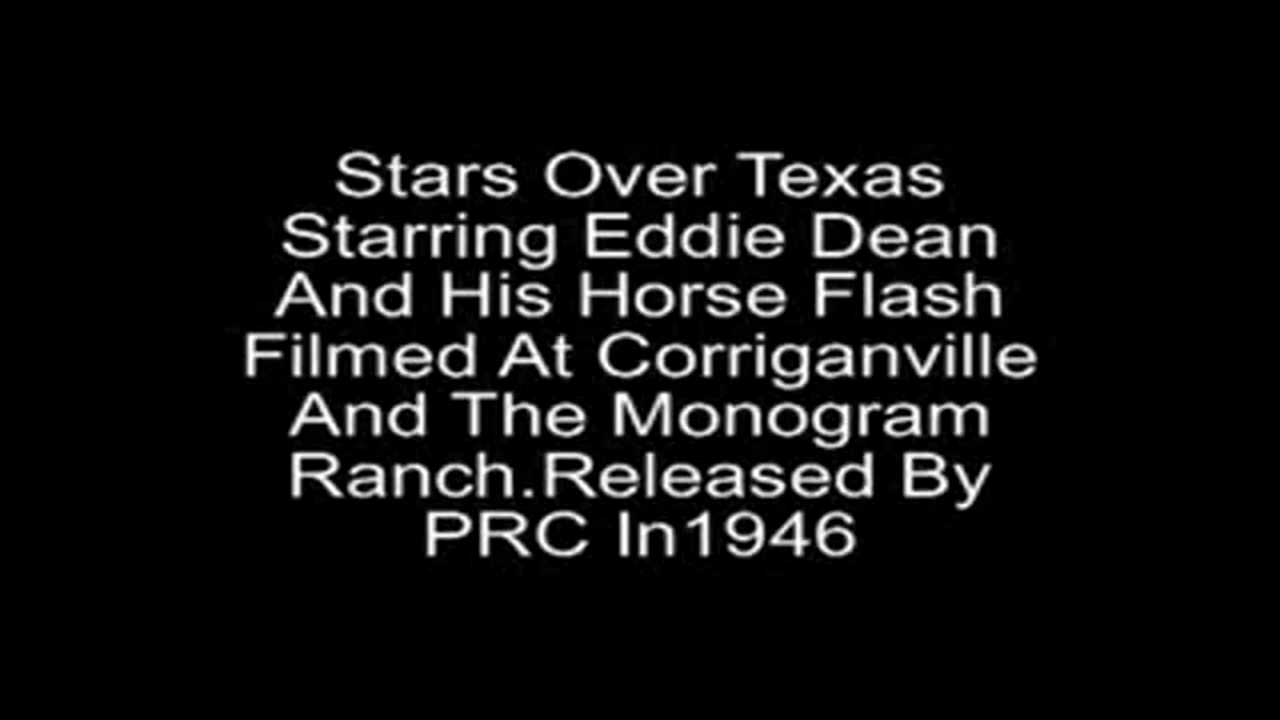 Stars Over Texas
Starring Eddie Dean
And His Horse Flash
Filmed At Corriganville
And The Monogram
Ranch.Released By
PRC In1946